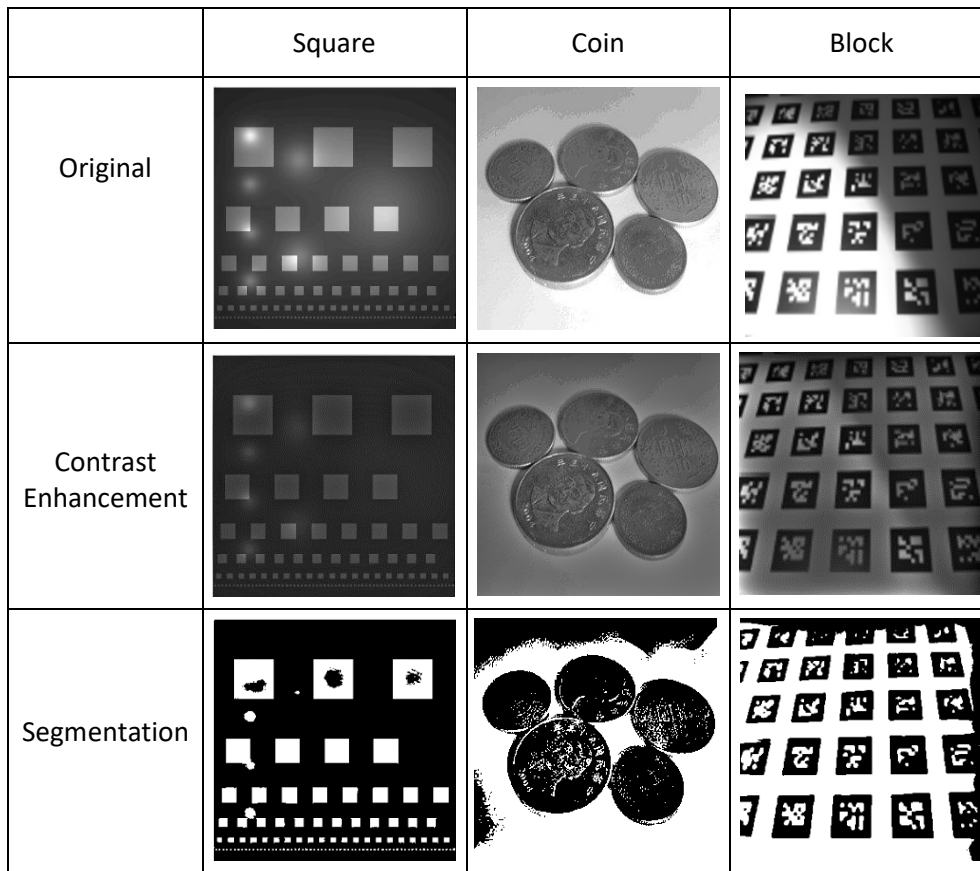 Square
Coin
Block
Original
Contrast
Enhancement
Segmentation